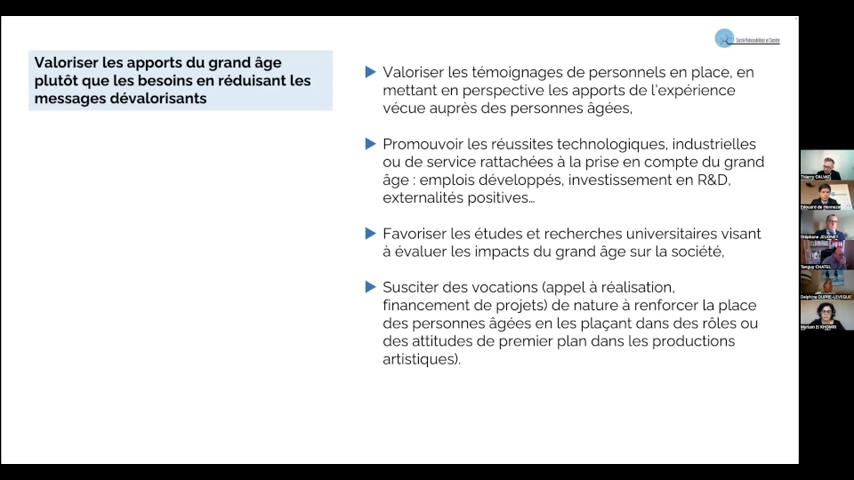 Valoriser les apports du grand âge
plutôt que les besoins en réduisant les
messages dévalorisants
Valoriser les témoignages de personnels en place, en
mettant en perspective les apports de l'expérience
vécue auprès des personnes âgées,
Promouvoir les réussites technologiques, industrielles
ou de service rattachées à la prise en compte du grand
âge : emplois développés, investissement en R&D,
externalités positives…
Favoriser les études et recherches universitaires visant
à évaluer les impacts du grand âge sur la société,
Susciter des vocations (appel à réalisation,
financement de projets) de nature à renforcer la place
des personnes âgées en les plaçant dans des rôles ou
des attitudes de premier plan dans les productions
artistiques).
Thierry CALVAT
Tanguy CHATEL